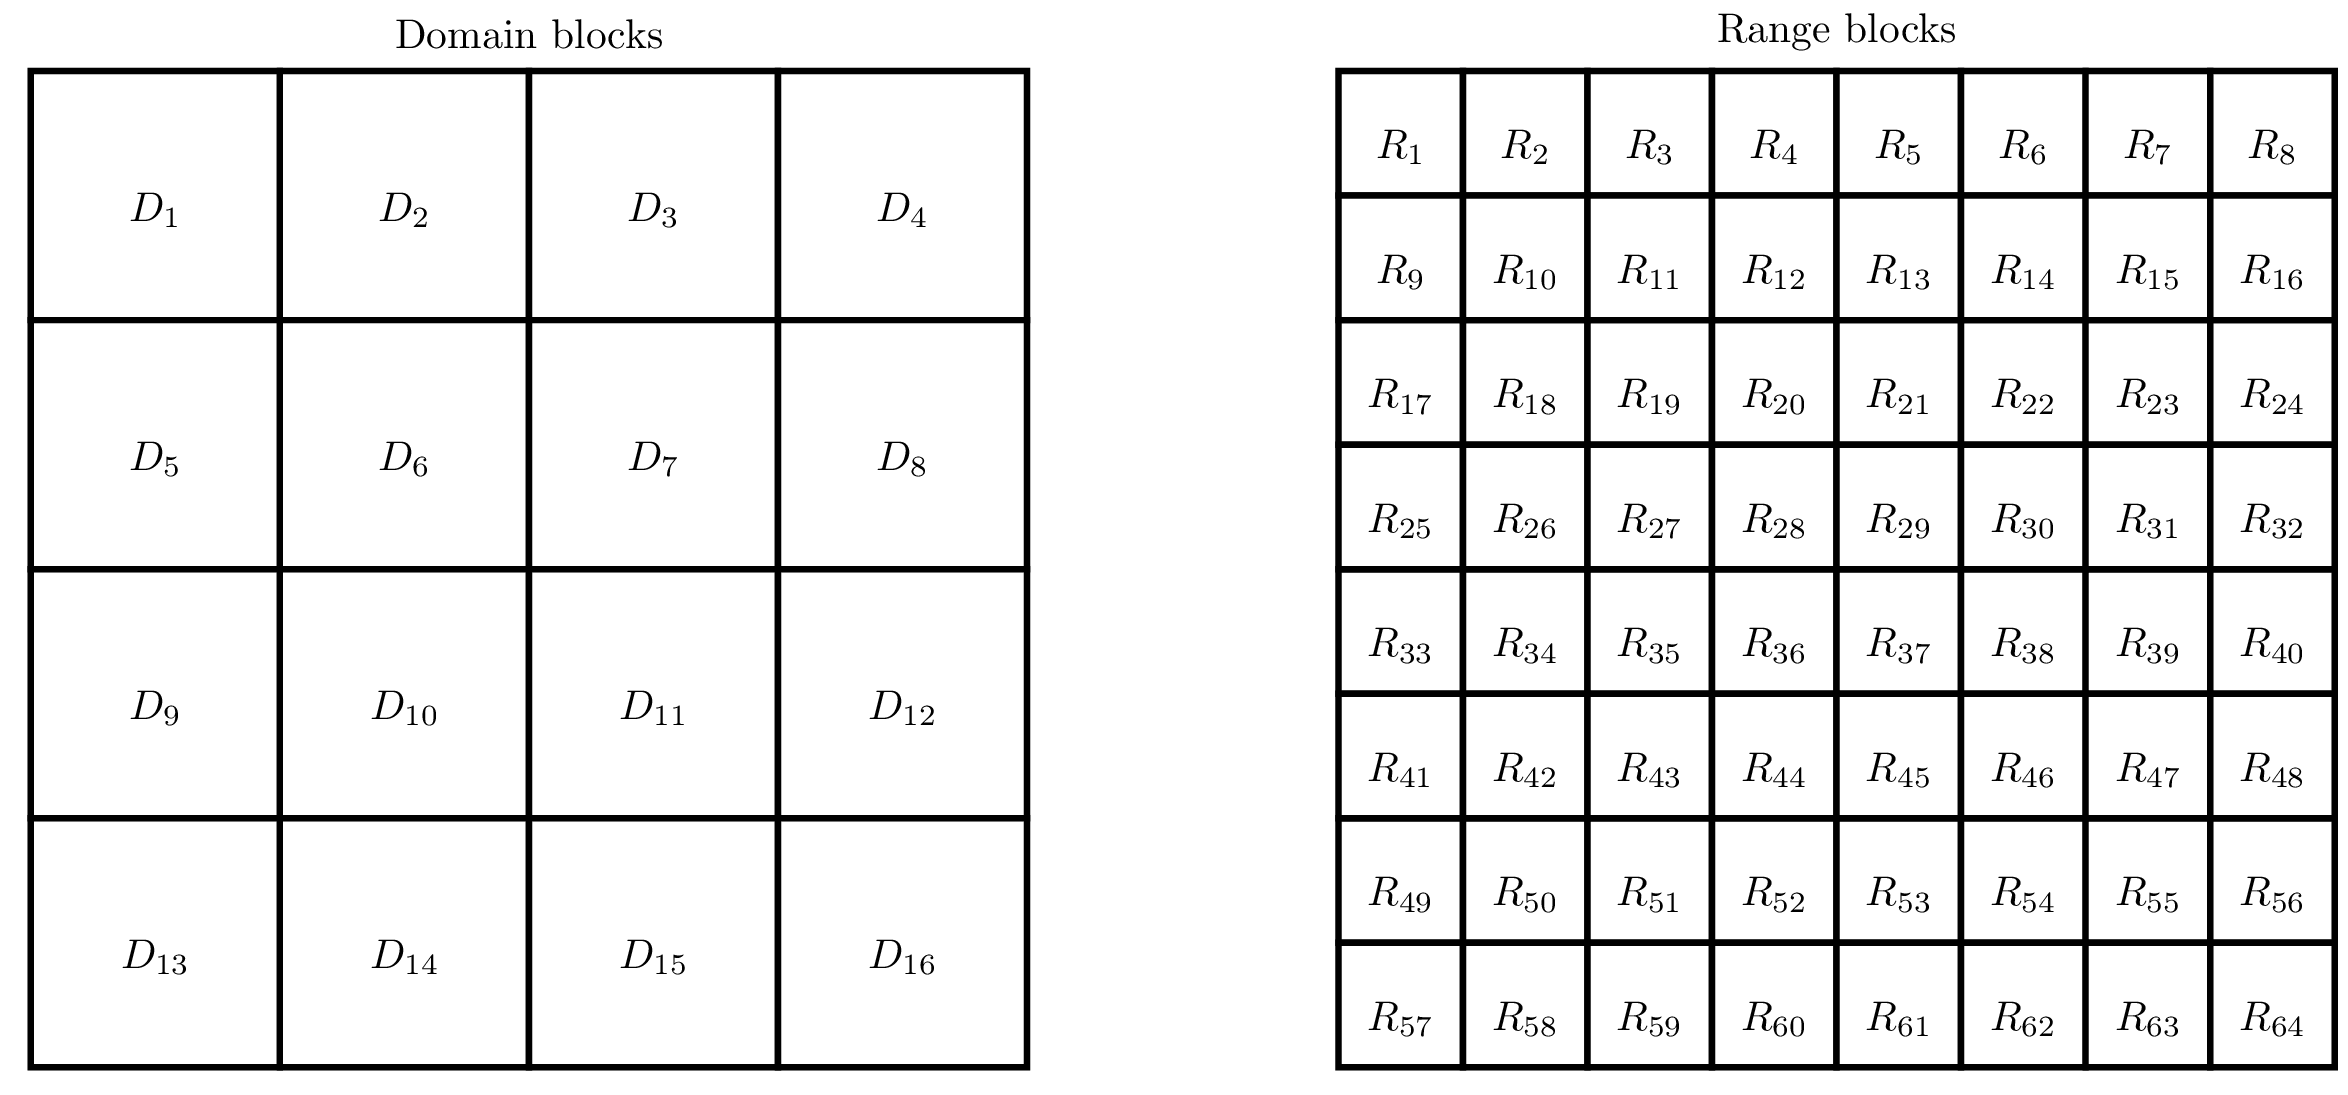 Domain blocks
D1 D2 D3 D4
D5 D6 D7 D8
D9 D10 D11 D12
D13 D14 D15 D16
Range blocks
R1 R2 R3 R4 R5 R6 R7 R8
R9 R10 R11 R12 R13 R14 R15 R16
R17 R18 R19 R20 R21 R22 R23 R24
R25 R26 R27 R28 R29 R30 R31 R32
R33 R34 R35 R36 R37 R38 R39 R40
R41 R42 R43 R44 R45 R46 R47 R48
R49 R50 R51 R52 R53 R54 R55 R56
R57 R58 R59 R60 R61 R62 R63 R64